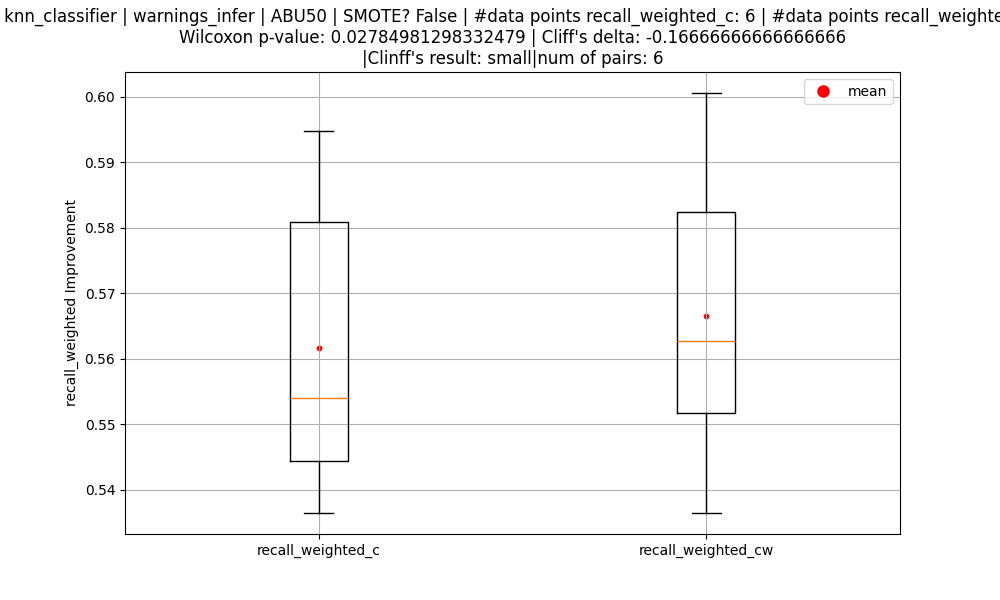 knn_classifier | warnings_infer | ABU50 | SMOTE? False | #data points recall_weighted_c: 6 | #data points
Wilcoxon p-value: 0.02784981298332479 | Cliff's delta: -0.16666666666666666
|Clinff's result: small|num of pairs: 6
mean
0.60
0.59
0.58
0.57
0.56
0.55
0.54
recall_weighted Improvement
recall_weighted_c
recall_weighted_cw